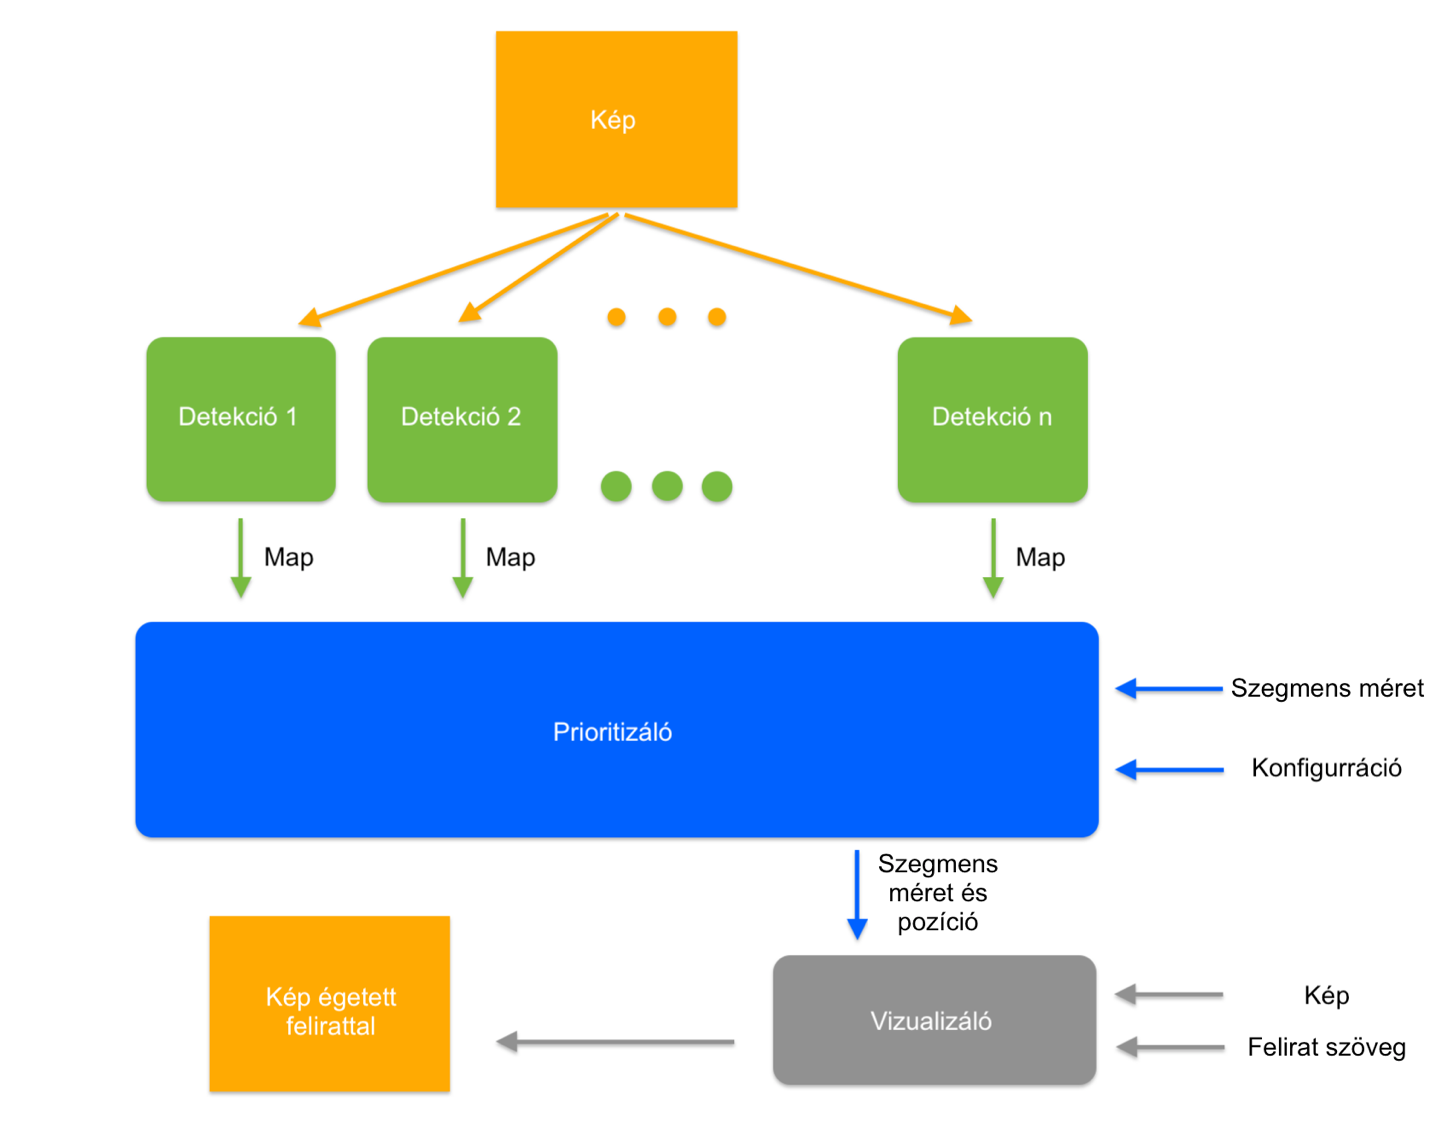 Kép
Detekció 1
Detekció 2
Detekció n
Map
Map
Map
Prioritizáló
Szegmens méret
Konfigurráció
Szegmens
méret és
pozíció
Kép égetett
felirattal
Vizualizáló
Kép
Felirat szöveg